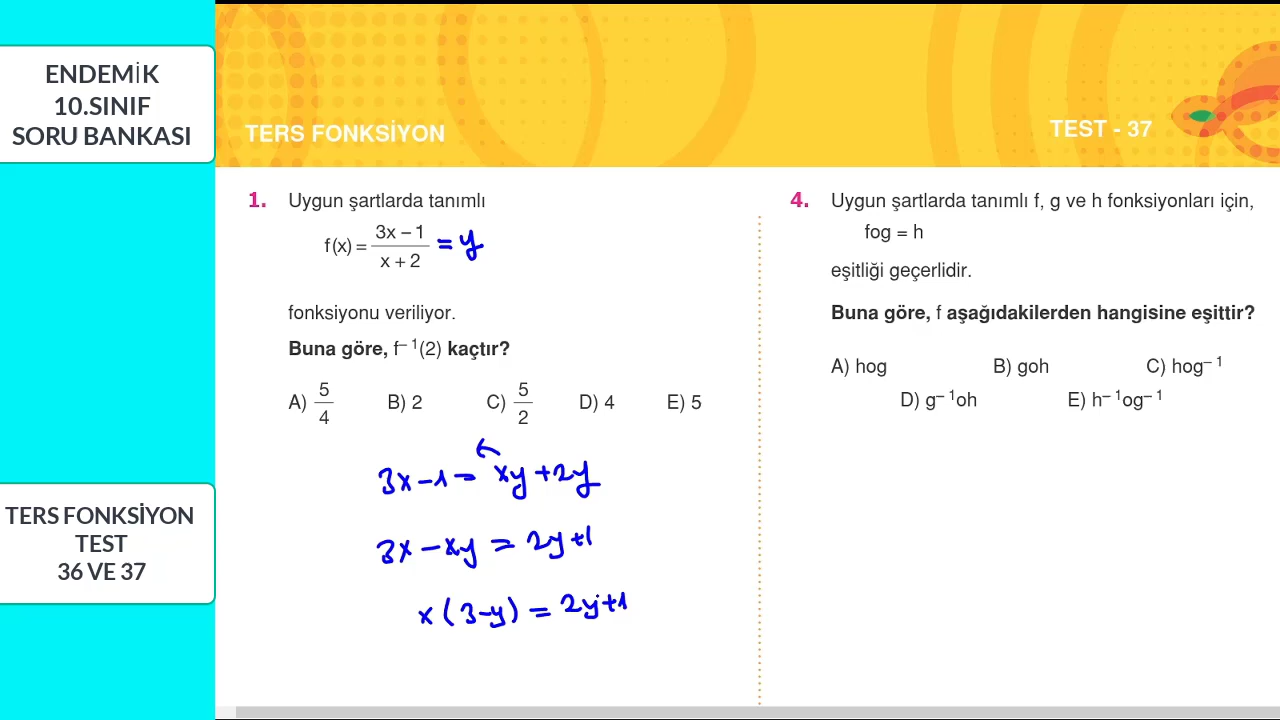 ENDEMİK
10.SINIF
SORU BANKASI
TERS FONKSİYON
TEST
36 VE 37
TERS FONKSİYON
TEST - 37
1. Uygun şartlarda tanımlı
f(x) = (3x – 1)/(x + 2) = y
fonksiyonu veriliyor.
Buna göre, f⁻¹(2) kaçtır?
A) 5/4 B) 2 C) 5/2 D) 4 E) 5
3x – 1 = xy + 2y
3x – xy = 2y + 1
x(3 – y) = 2y + 1
4. Uygun şartlarda tanımlı f, g ve h fonksiyonları için,
fog = h
eşitliği geçerlidir.
Buna göre, f aşağıdakilerden hangisine eşittir?
A) hog B) goh C) hog⁻¹
D) g⁻¹oh E) h⁻¹og⁻¹